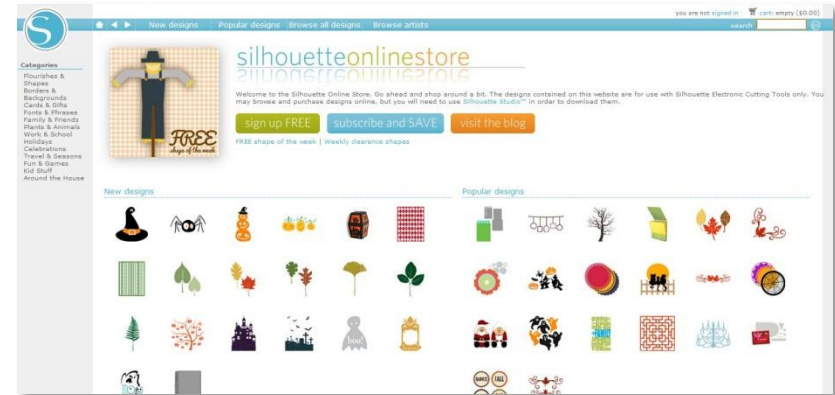 you are not signed in cart: empty ($0.00)
S
New designs Popular designs Browse all designs Browse artists
search
Categories
Flourishes &
Shapes
Borders &
Backgrounds
Cards & Gifts
Fonts & Phrases
Family & Friends
Plants & Animals
Work & School
Holidays
Celebrations
Travel & Seasons
Fun & Games
Kid Stuff
Around the House
FREE
shape of the week
silhouetteonlinestore
Welcome to the Silhouette Online Store. Go ahead and shop around a bit. The designs contained on this website are for use with Silhouette Electronic Cutting Tools only. You
may browse and purchase designs online, but you will need to use Silhouette Studio™ in order to download them.
sign up FREE subscribe and SAVE visit the blog
FREE shape of the week | Weekly clearance shapes
New designs
Popular designs
boo!
FALL